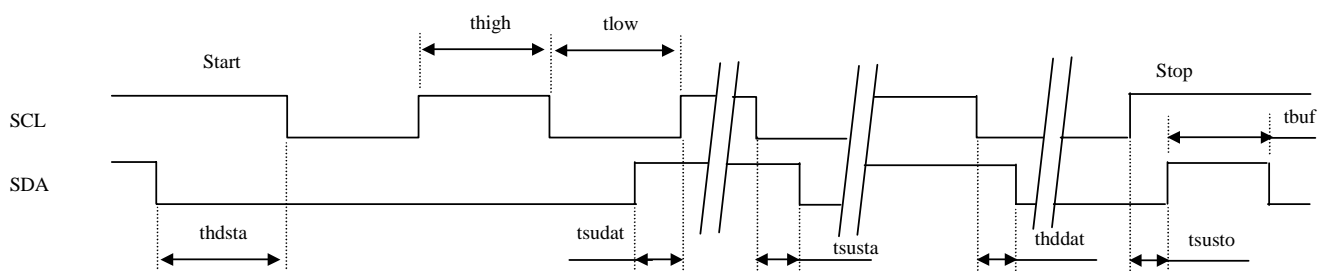 thigh
tlow
Start
Stop
SCL
tbuf
SDA
thdsta
tsudat
tsusta
thddat
tsusto